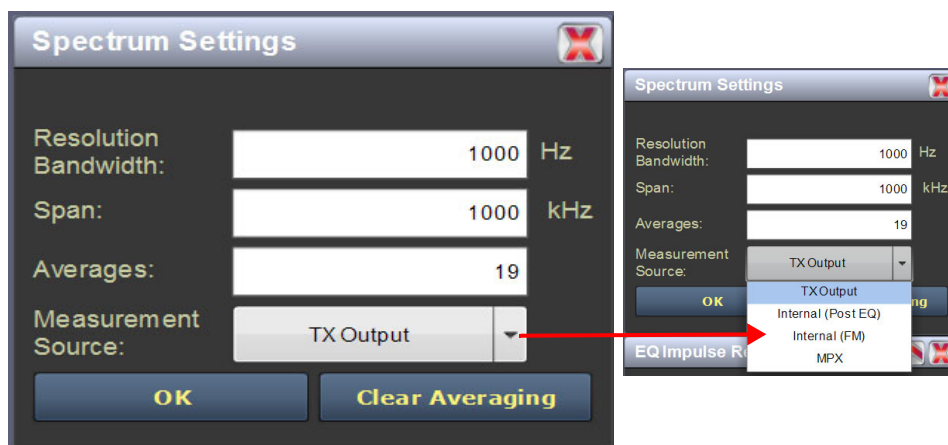 Spectrum Settings
Resolution
Bandwidth:
1000 Hz
Span:
1000 kHz
Averages:
19
Measurement
Source:
TX Output
OK
Clear Averaging
Spectrum Settings
Resolution
Bandwidth:
1000 Hz
Span:
1000 kHz
Averages:
19
Measurement
Source:
TX Output
TX Output
Internal (Post EQ)
Internal (FM)
MPX
OK
ng
EQ Impulse R